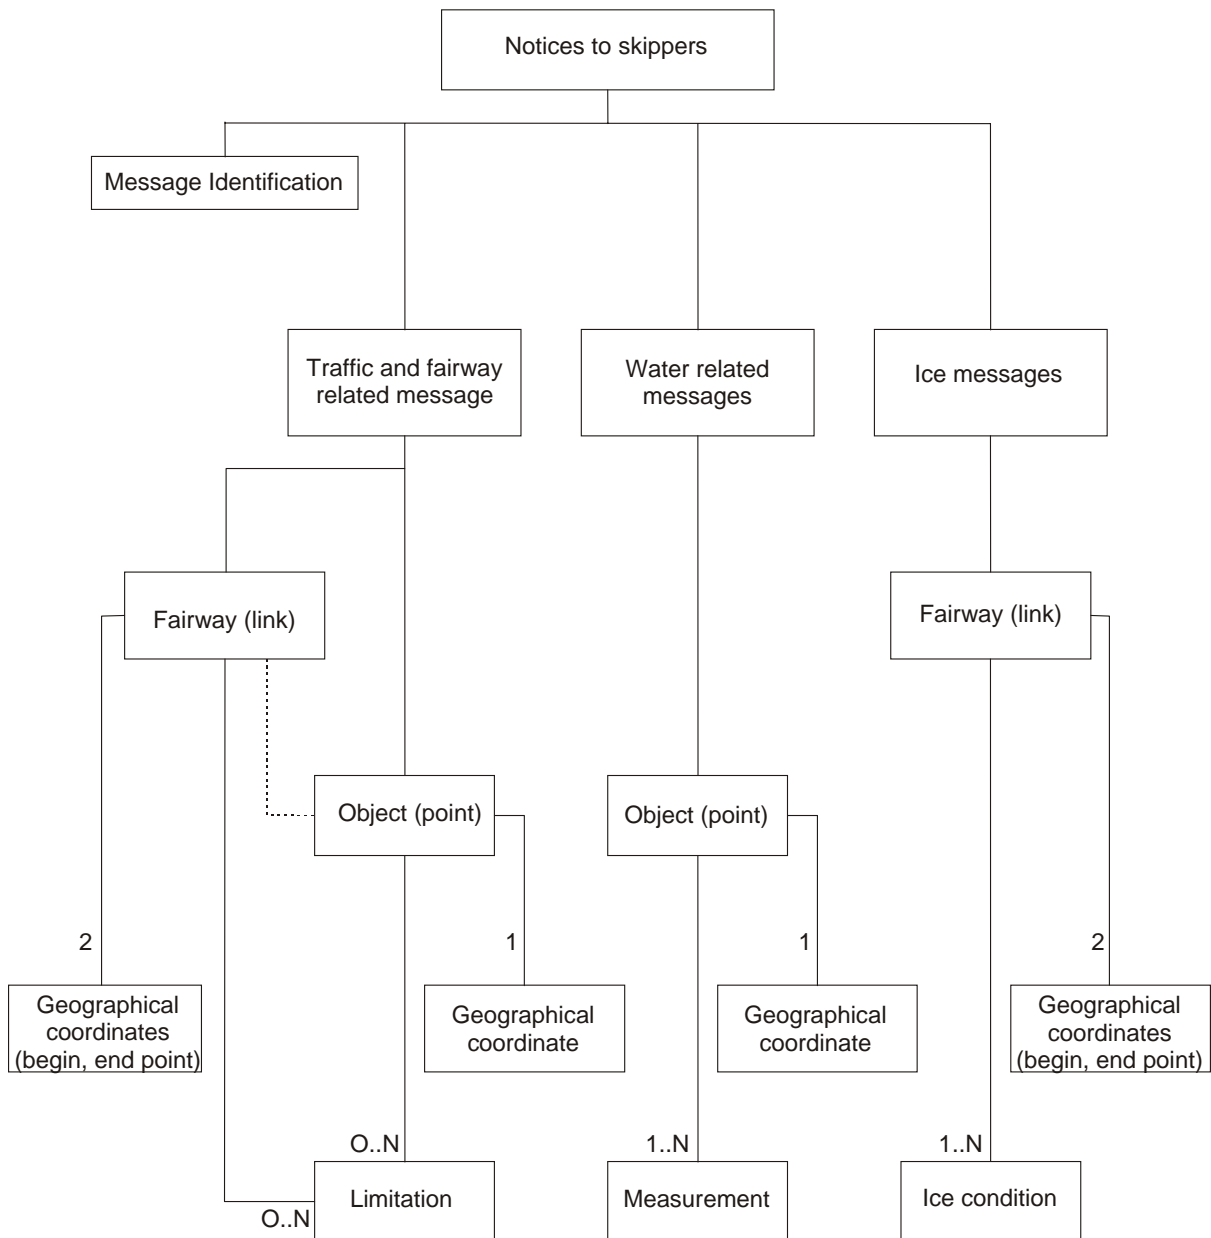 Notices to skippers
Message Identification
Traffic and fairway
related message
Water related
messages
Ice messages
Fairway (link)
Fairway (link)
Object (point)
Object (point)
2
1
1
2
Geographical
coordinates
(begin, end point)
Geographical
coordinate
Geographical
coordinate
Geographical
coordinates
(begin, end point)
O..N
1..N
1..N
Limitation
Measurement
Ice condition
O..N